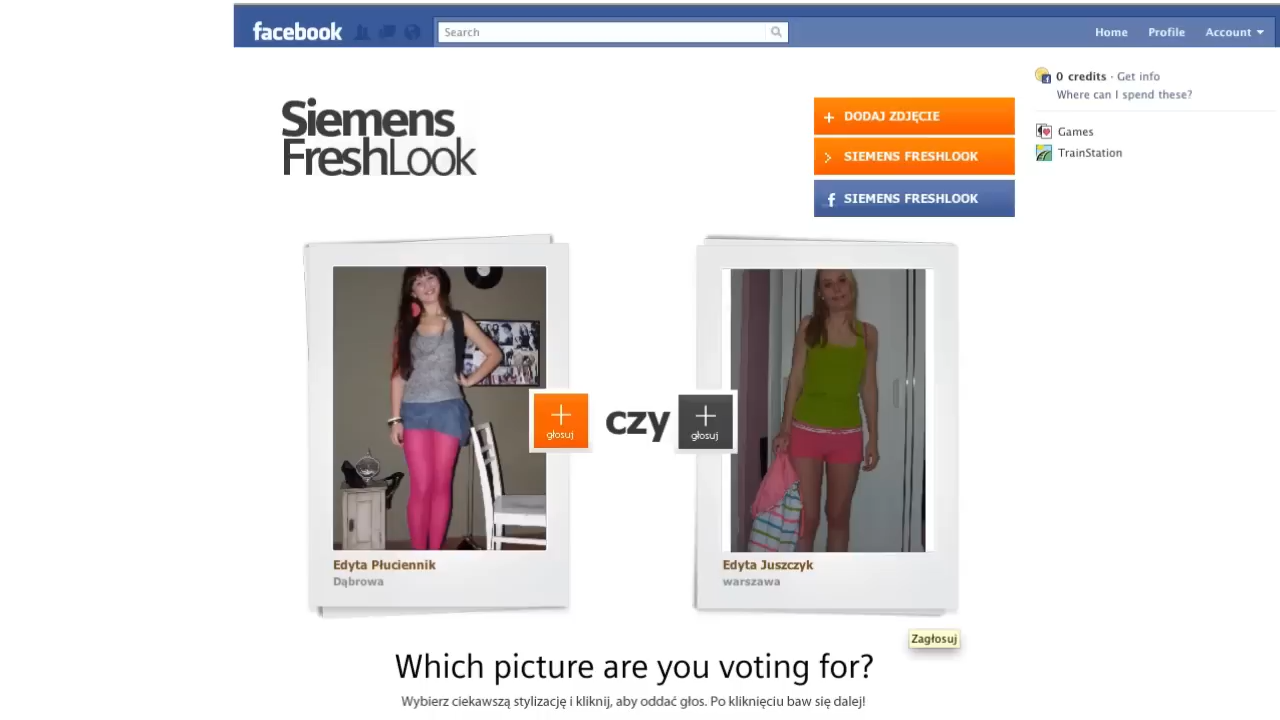 facebook
Search
Home
Profile
Account
0 credits · Get info
Where can I spend these?
Games
TrainStation
Siemens
FreshLook
+ DODAJ ZDJĘCIE
> SIEMENS FRESHLOOK
f SIEMENS FRESHLOOK
+
głosuj
czy
+
głosuj
Edyta Płuciennik
Dąbrowa
Edyta Juszczyk
warszawa
Zagłosuj
Which picture are you voting for?
Wybierz ciekawszą stylizację i kliknij, aby oddać głos. Po kliknięciu baw się dalej!